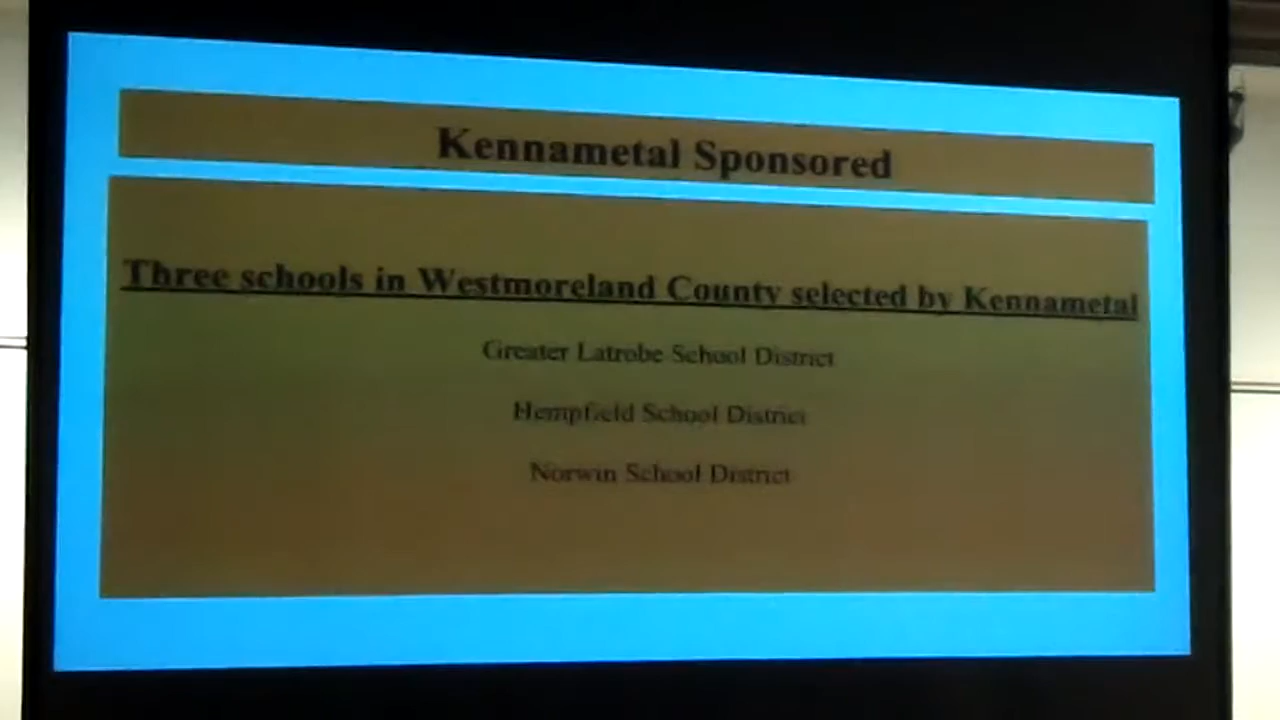 Kennametal Sponsored
Three schools in Westmoreland County selected by Kennametal
Greater Latrobe School District
Hempfield School District
Norwin School District